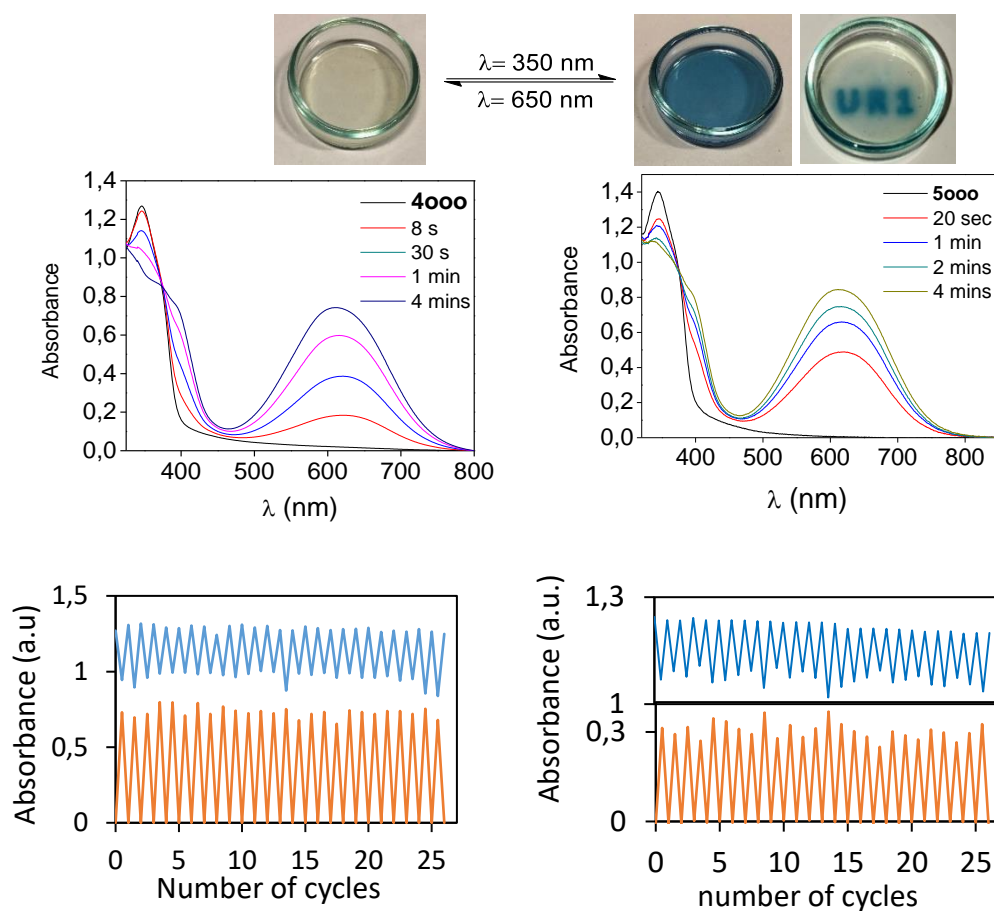 λ= 350 nm
λ= 650 nm
UR1
1,4
1,2
1,0
0,8
0,6
0,4
0,2
0,0
Absorbance
4ooo
8 s
30 s
1 min
4 mins
400 500 600 700 800
λ (nm)
1,4
1,2
1,0
0,8
0,6
0,4
0,2
0,0
Absorbance
5ooo
20 sec
1 min
2 mins
4 mins
400 500 600 700 800
λ (nm)
1,5
1
0,5
0
Absorbance (a.u)
0 5 10 15 20 25
Number of cycles
1,3
1
0,3
0
Absorbance (a.u.)
0 5 10 15 20 25
number of cycles